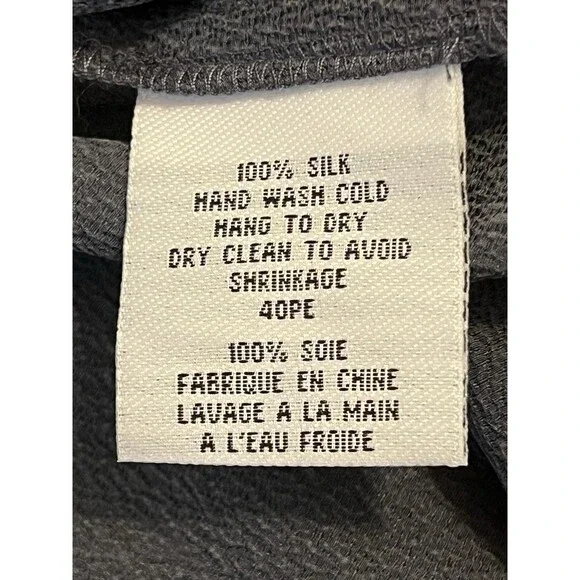 100% SILK
HAND WASH COLD
HANG TO DRY
DRY CLEAN TO AVOID
SHRINKAGE
40PE
100% SOIE
FABRIQUE EN CHINE
LAVAGE A LA MAIN
A L'EAU FROIDE